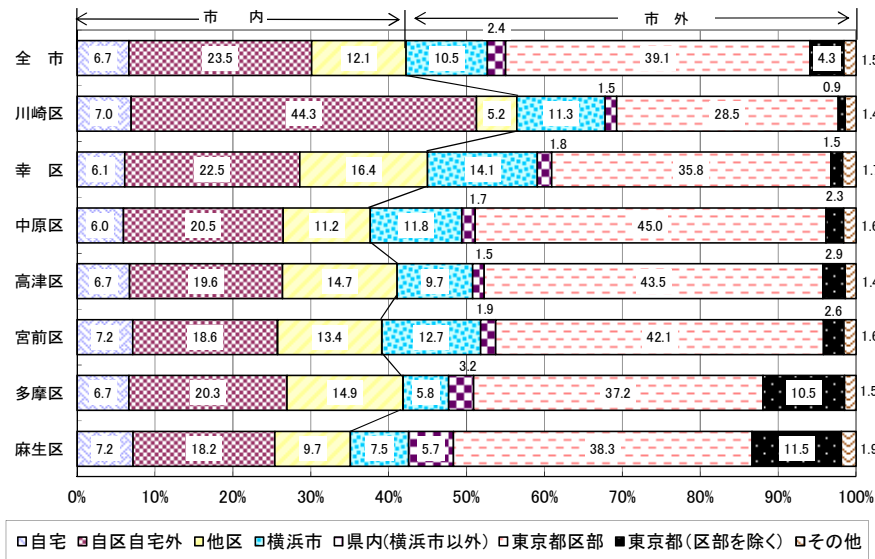 市 内 市 外
2.4
全 市 6.7 23.5 12.1 10.5 39.1 4.3 1.5
1.5 0.9
川崎区 7.0 44.3 5.2 11.3 28.5 1.4
1.8 1.5
幸 区 6.1 22.5 16.4 14.1 35.8 1.7
1.7 2.3
中原区 6.0 20.5 11.2 11.8 45.0 1.6
1.5 2.9
高津区 6.7 19.6 14.7 9.7 43.5 1.4
1.9 2.6
宮前区 7.2 18.6 13.4 12.7 42.1 1.6
3.2
多摩区 6.7 20.3 14.9 5.8 37.2 10.5 1.5
麻生区 7.2 18.2 9.7 7.5 5.7 38.3 11.5 1.9
0% 10% 20% 30% 40% 50% 60% 70% 80% 90% 100%
自宅 自区自宅外 他区 横浜市 県内(横浜市以外) 東京都区部 東京都(区部を除く) その他